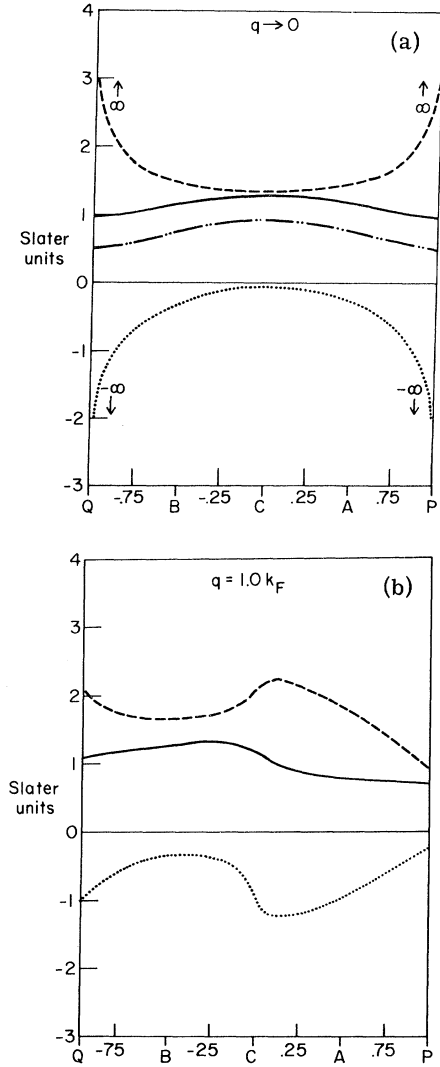 q → 0
(a)
4
3
2
1
0
-1
-2
-3
∞
∞
-∞
-∞
Slater
units
Q -.75 B -.25 C .25 A .75 P
q = 1.0 kF
(b)
4
3
2
1
0
-1
-2
-3
Slater
units
Q -75 B -25 C .25 A .75 P